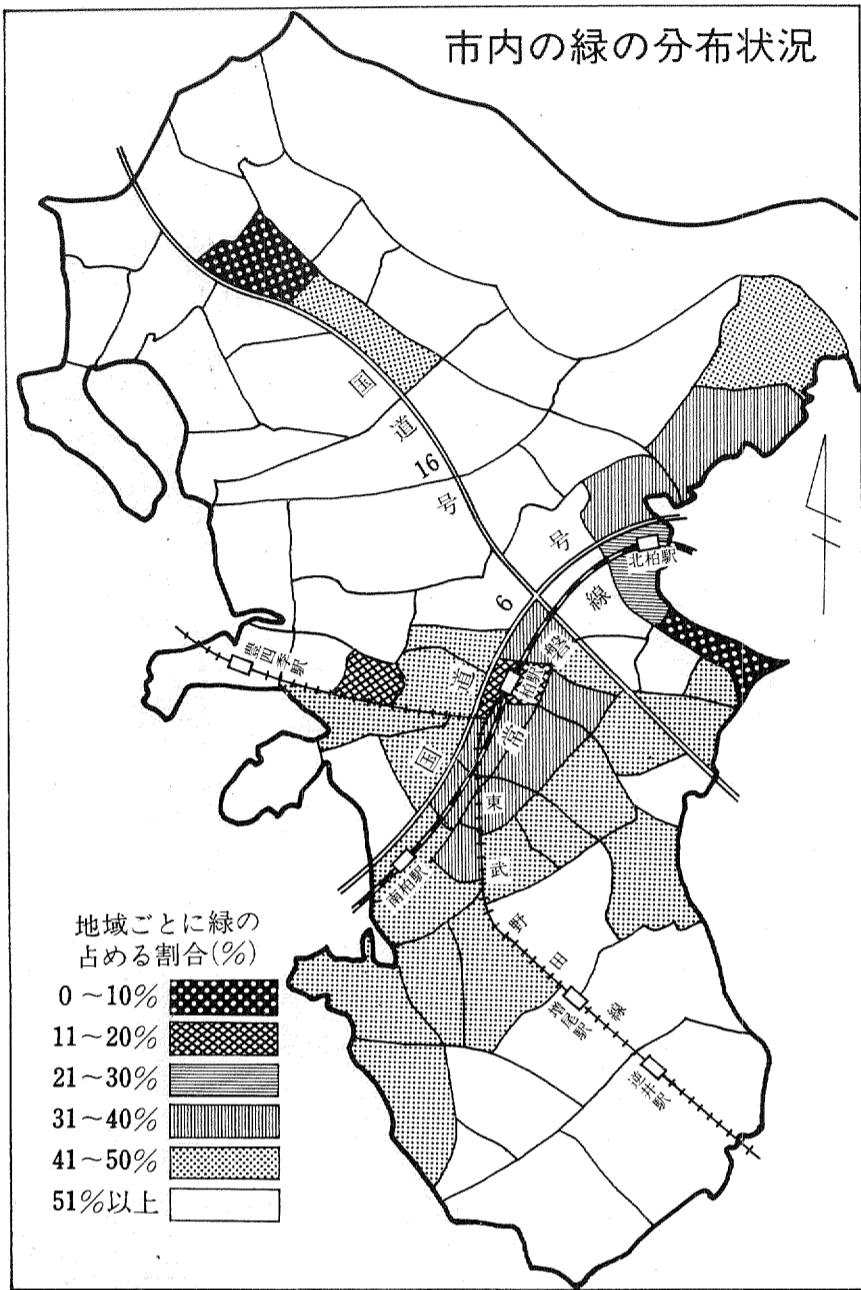 市内の緑の分布状況
国道16号
国道6号
常磐線
北柏駅
柏駅
南柏駅
豊四季駅
東武野田線
増尾駅
逆井駅
地域ごとに緑の
占める割合(%)
0～10%
11～20%
21～30%
31～40%
41～50%
51%以上